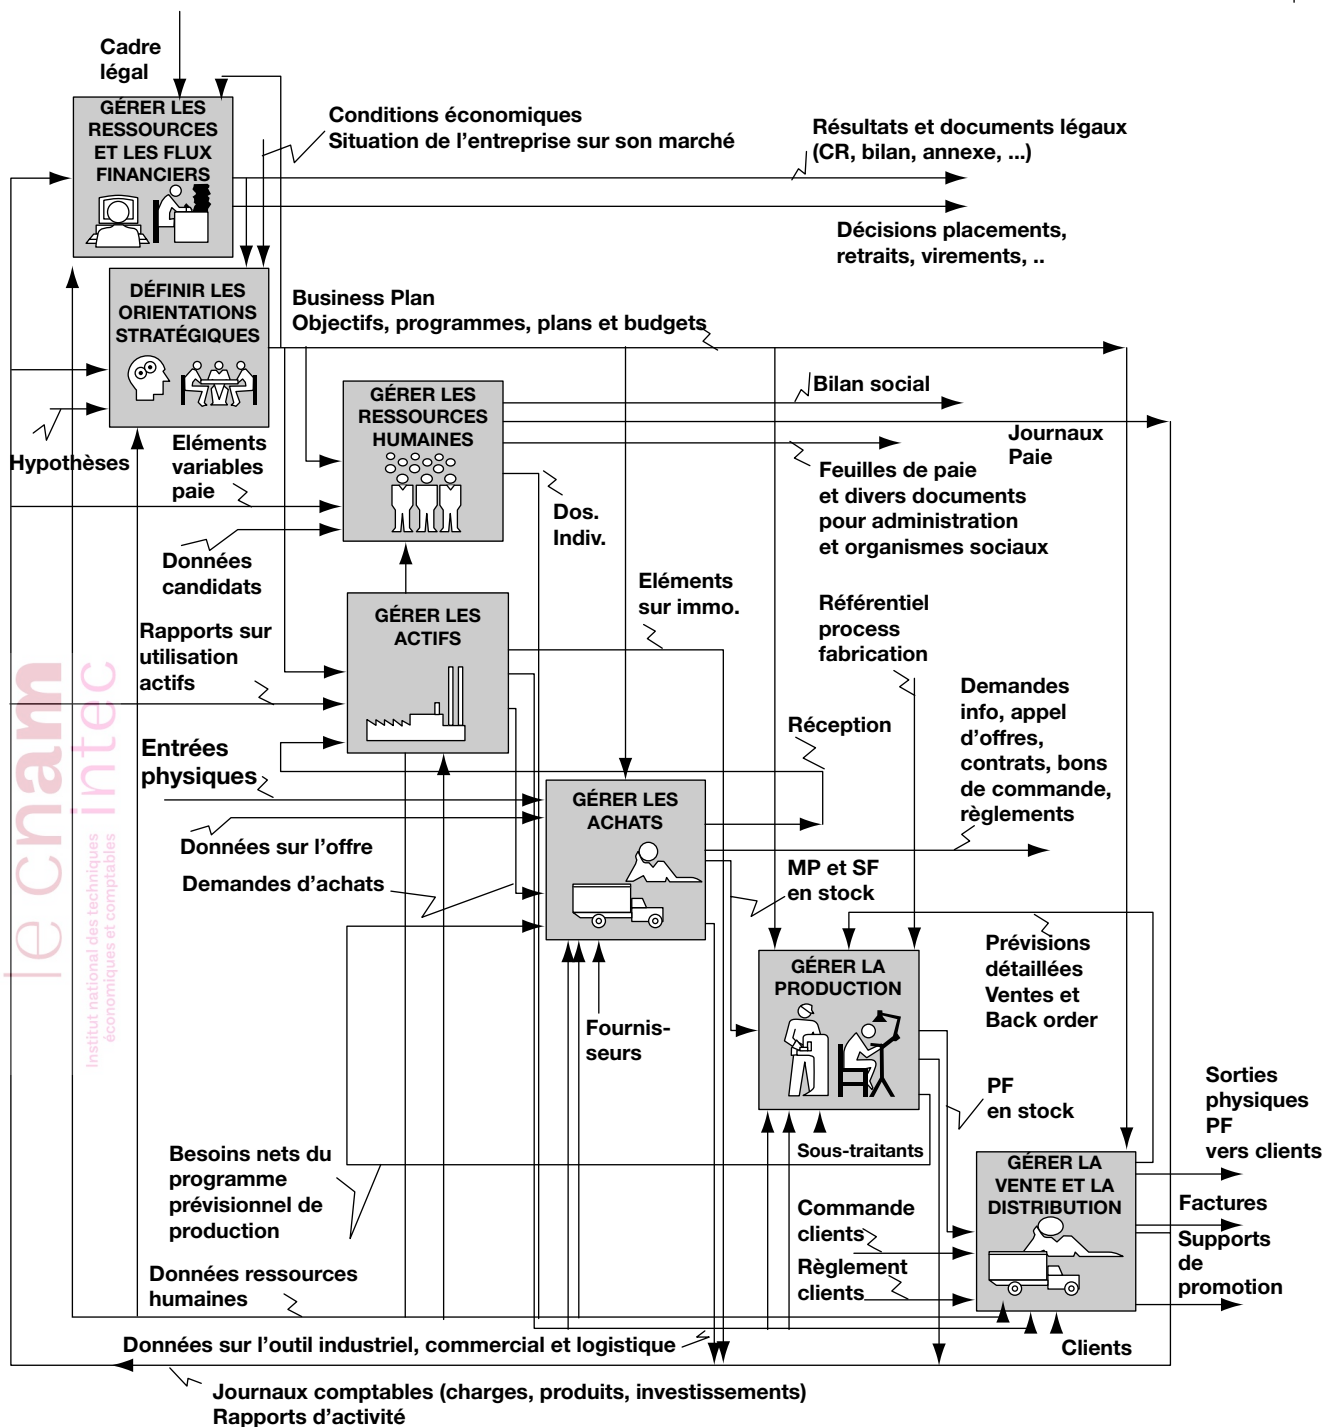 Cadre
légal
GÉRER LES
RESSOURCES
ET LES FLUX
FINANCIERS
Conditions économiques
Situation de l'entreprise sur son marché
Résultats et documents légaux
(CR, bilan, annexe, ...)
Décisions placements,
retraits, virements, ..
DÉFINIR LES
ORIENTATIONS
STRATÉGIQUES
Business Plan
Objectifs, programmes, plans et budgets
Hypothèses
GÉRER LES
RESSOURCES
HUMAINES
Bilan social
Journaux
Paie
Eléments
variables
paie
Feuilles de paie
et divers documents
pour administration
et organismes sociaux
Dos.
Indiv.
Données
candidats
GÉRER LES
ACTIFS
Eléments
sur immo.
Référentiel
process
fabrication
Rapports sur
utilisation
actifs
Demandes
info, appel
d'offres,
contrats, bons
de commande,
règlements
Réception
Entrées
physiques
GÉRER LES
ACHATS
Données sur l'offre
Demandes d'achats
MP et SF
en stock
Prévisions
détaillées
Ventes et
Back order
GÉRER LA
PRODUCTION
Fournis-
seurs
PF
en stock
Sorties
physiques
PF
vers clients
Sous-traitants
Besoins nets du
programme
prévisionnel de
production
GÉRER LA
VENTE ET LA
DISTRIBUTION
Commande
clients
Règlement
clients
Factures
Supports
de
promotion
Données ressources
humaines
Données sur l'outil industriel, commercial et logistique
Clients
Journaux comptables (charges, produits, investissements)
Rapports d'activité
le cnam
intec
Institut national des techniques
économiques et comptables